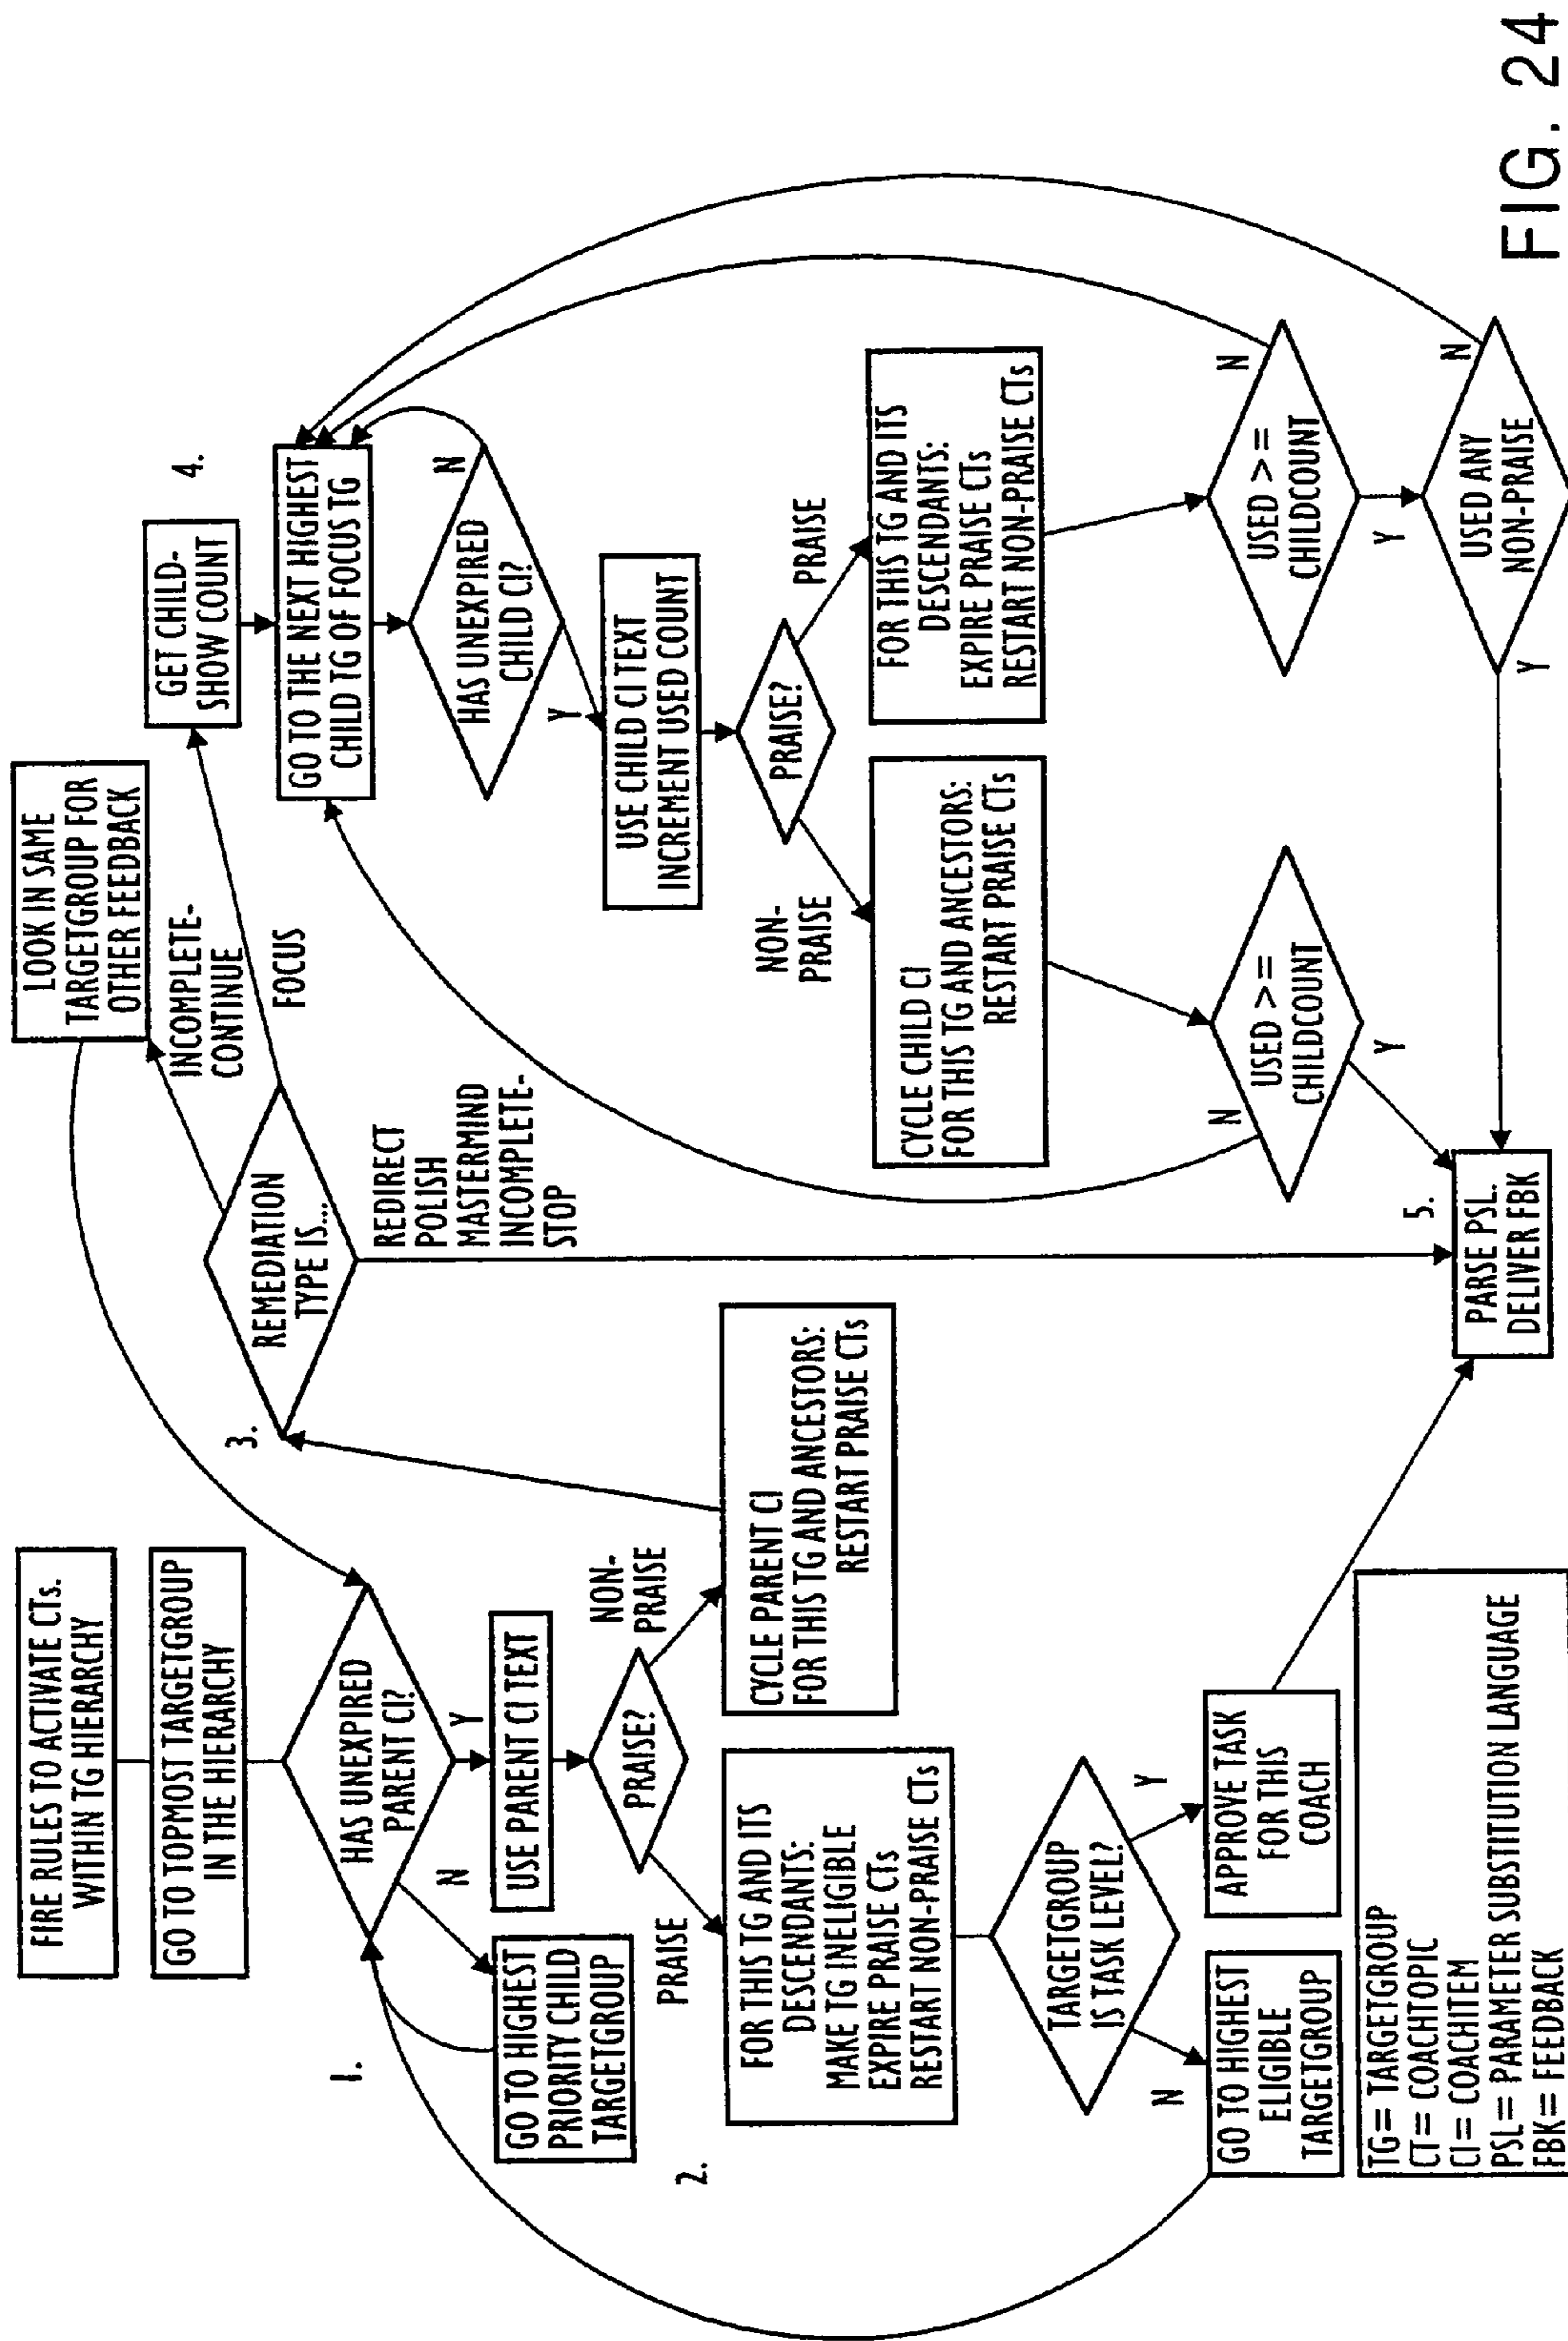 FIRE RULES TO ACTIVATE CTs.
WITHIN TG HIERARCHY
GO TO TOPMOST TARGETGROUP
IN THE HIERARCHY
1.
HAS UNEXPIRED
PARENT CI?
N
Y
GO TO HIGHEST
PRIORITY CHILD
TARGETGROUP
USE PARENT CI TEXT
2.
PRAISE?
PRAISE
NON-
PRAISE
FOR THIS TG AND ITS
DESCENDANTS:
MAKE TG INELIGIBLE
EXPIRE PRAISE CTs
RESTART NON-PRAISE CTs
CYCLE PARENT CI
FOR THIS TG AND ANCESTORS:
RESTART PRAISE CTs
TARGETGROUP
IS TASK LEVEL?
N
Y
GO TO HIGHEST
ELIGIBLE
TARGETGROUP
APPROVE TASK
FOR THIS
COACH
TG= TARGETGROUP
CT= COACHTOPIC
CI= COACHITEM
PSL= PARAMETER SUBSTITUTION LANGUAGE
FBK= FEEDBACK
3.
REMEDIATION
TYPE IS...
LOOK IN SAME
TARGETGROUP FOR
OTHER FEEDBACK
INCOMPLETE-
CONTINUE
FOCUS
REDIRECT
POLISH
MASTERMIND
INCOMPLETE-
STOP
4.
GET CHILD-
SHOW COUNT
GO TO THE NEXT HIGHEST
CHILD TG OF FOCUS TG
HAS UNEXPIRED
CHILD CI?
N
Y
USE CHILD CI TEXT
INCREMENT USED COUNT
PRAISE?
NON-
PRAISE
PRAISE
CYCLE CHILD CI
FOR THIS TG AND ANCESTORS:
RESTART PRAISE CTs
FOR THIS TG AND ITS
DESCENDANTS:
EXPIRE PRAISE CTs
RESTART NON-PRAISE CTs
USED >=
CHILDCOUNT
N
Y
USED >=
CHILDCOUNT
N
Y
USED ANY
NON-PRAISE
N
Y
5.
PARSE PSL.
DELIVER FBK
FIG. 24